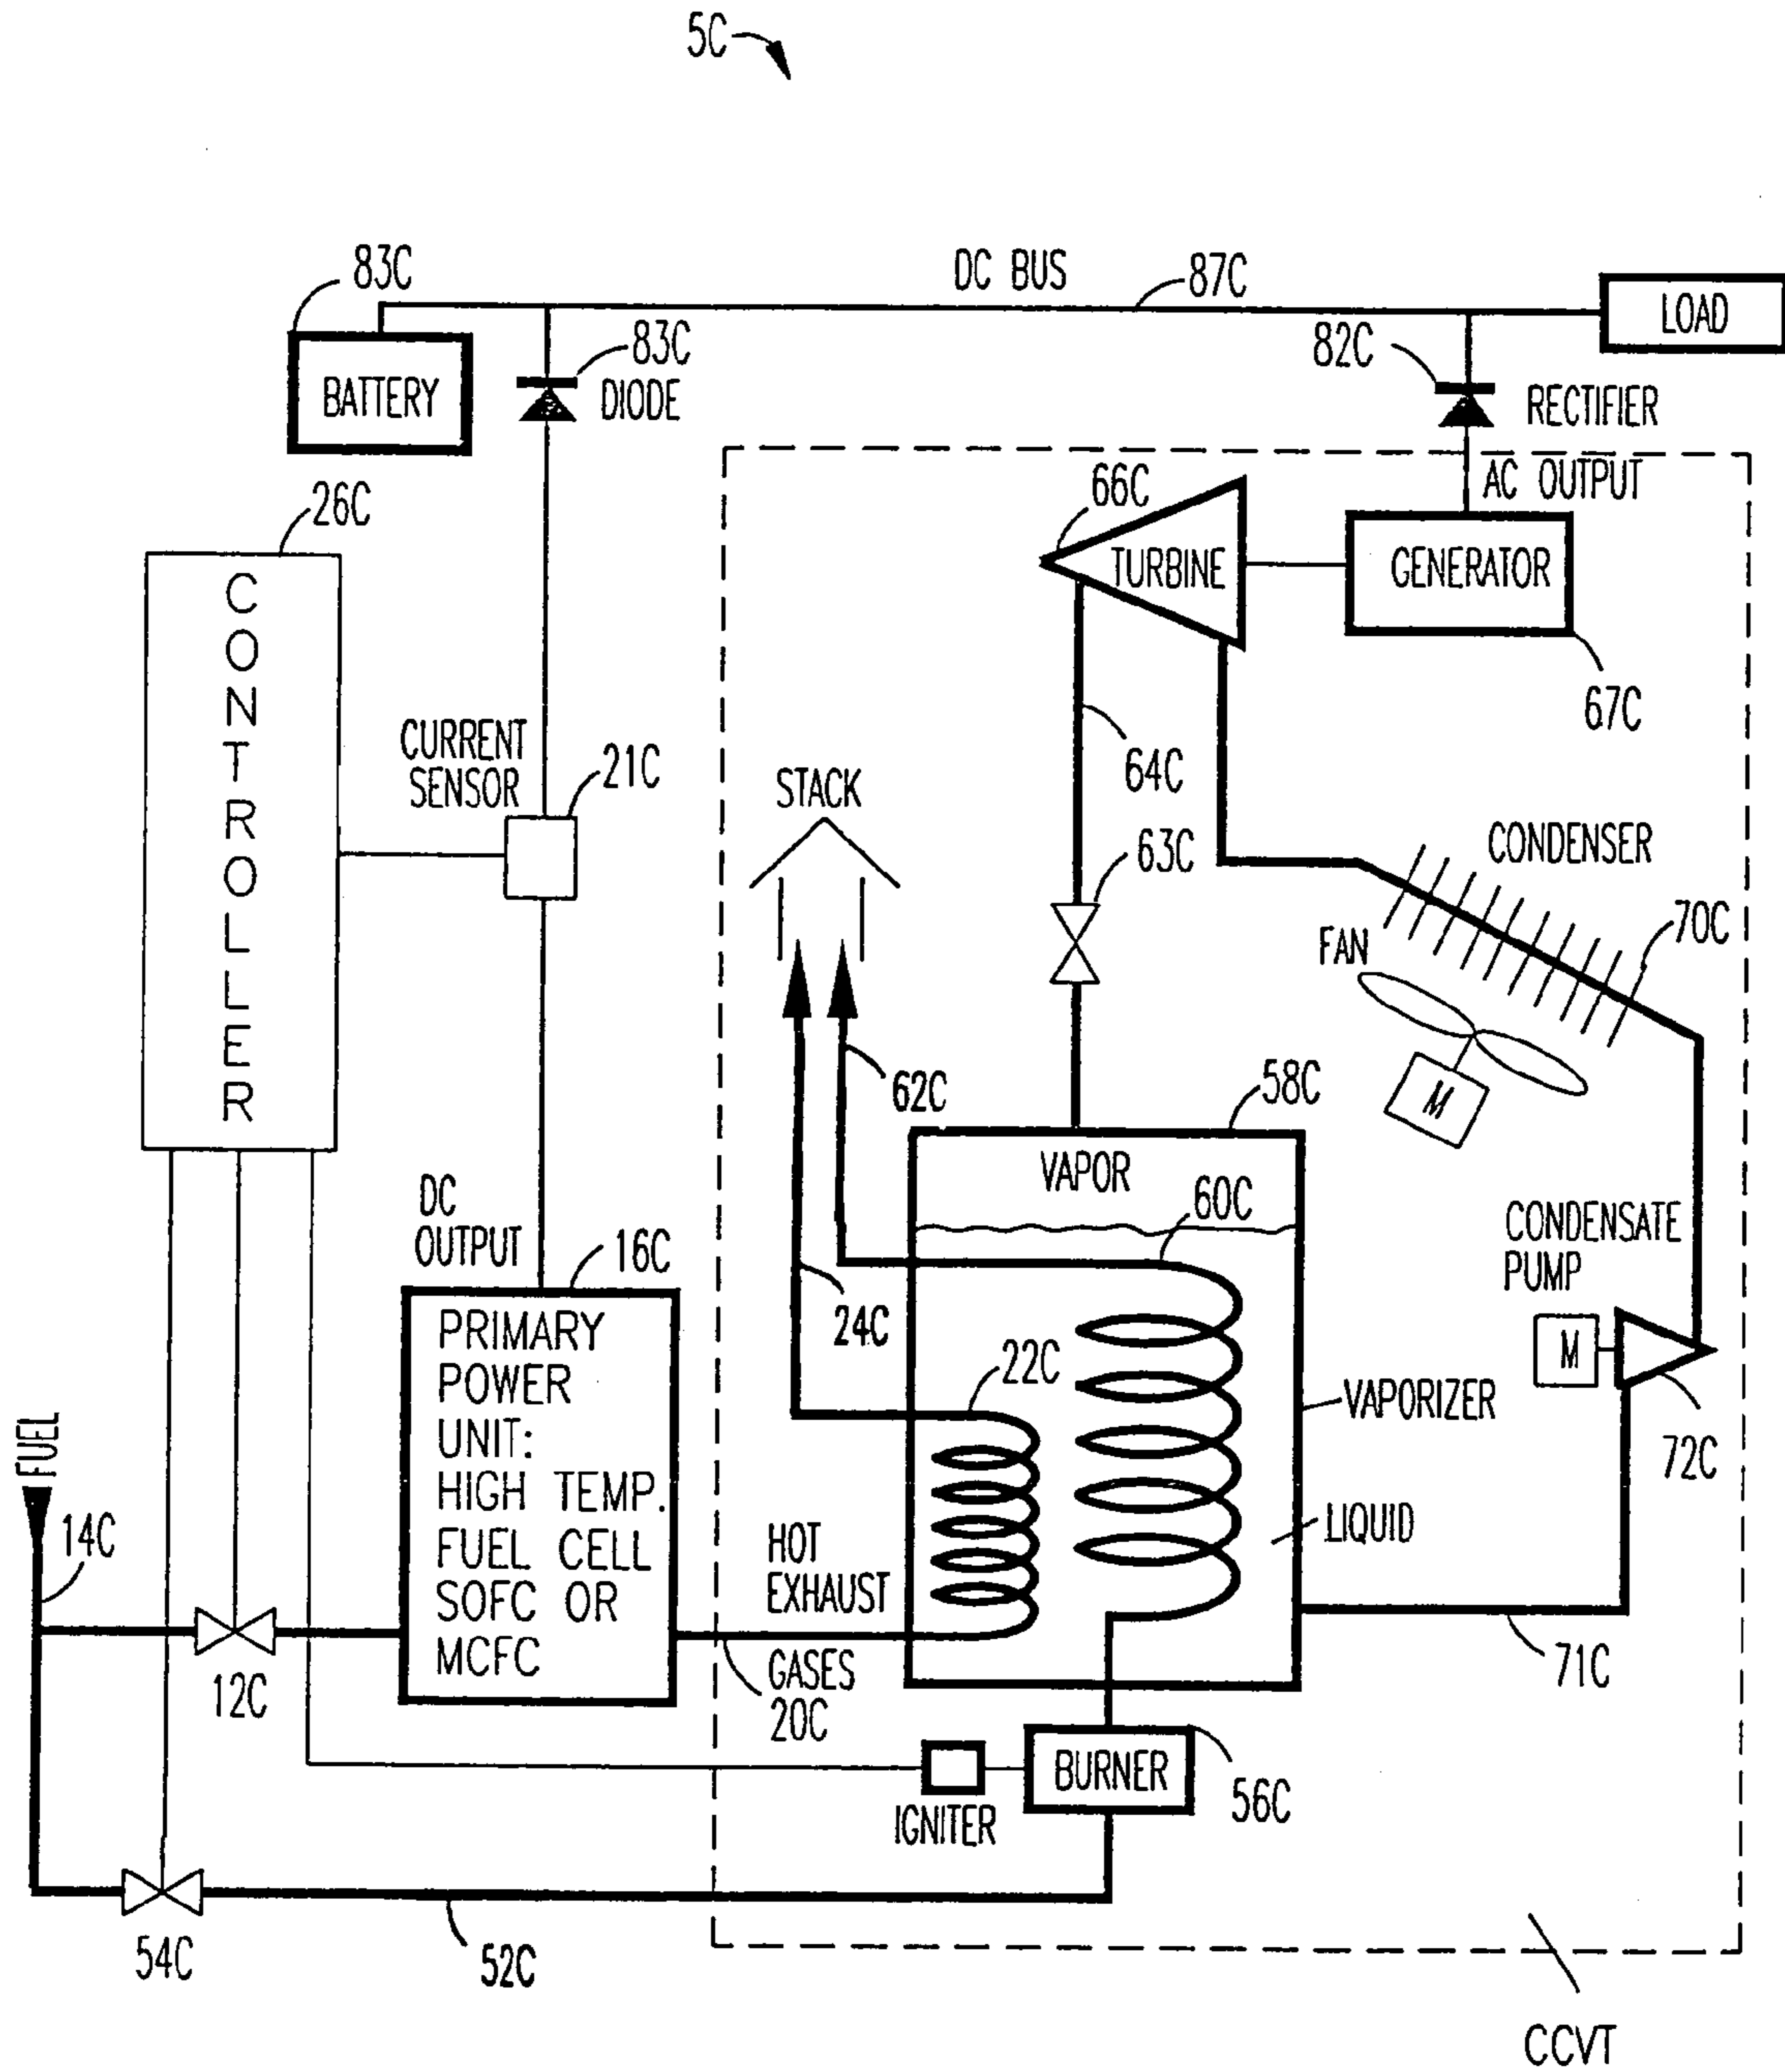 5C
83C
DC BUS
87C
LOAD
BATTERY
83C
DIODE
82C
RECTIFIER
26C
AC OUTPUT
66C
TURBINE
GENERATOR
67C
CONTROLLER
CURRENT
SENSOR
21C
64C
STACK
63C
CONDENSER
70C
FAN
M
62C
58C
VAPOR
60C
DC
OUTPUT
16C
CONDENSATE
PUMP
M
72C
24C
22C
VAPORIZER
LIQUID
PRIMARY
POWER
UNIT:
HIGH TEMP.
FUEL CELL
SOFC OR
MCFC
FUEL
14C
12C
HOT
EXHAUST
GASES
20C
71C
BURNER
56C
IGNITER
54C
52C
CCVT